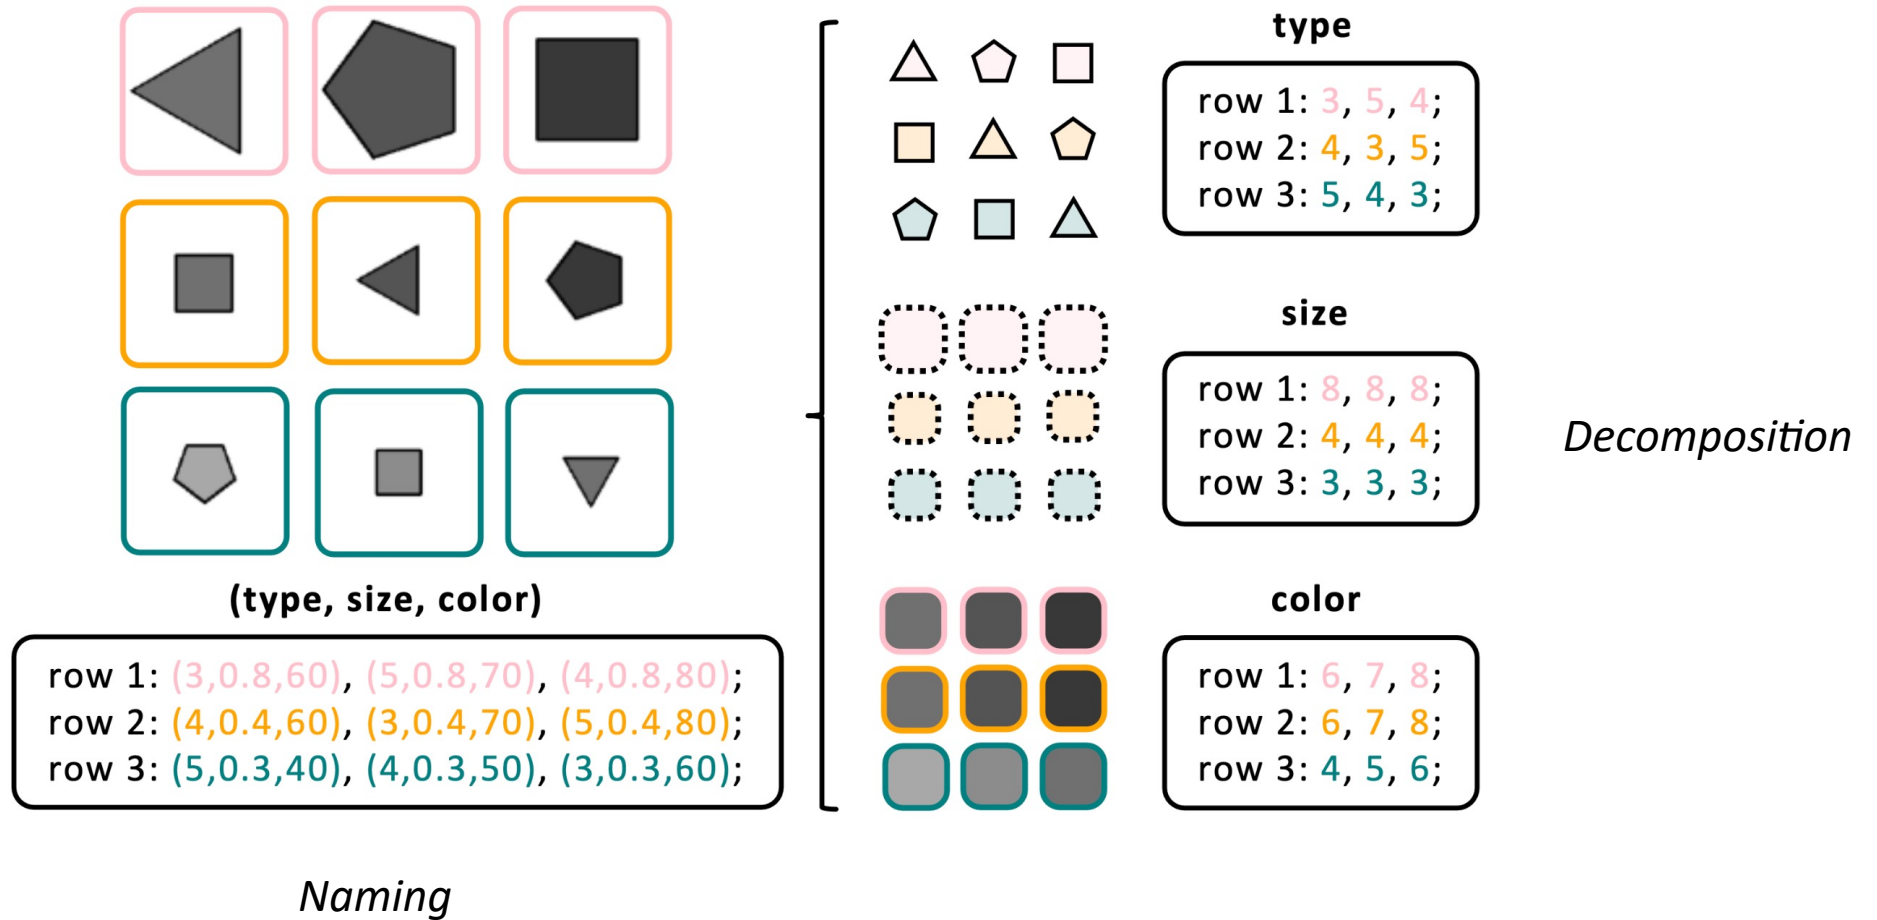 (type, size, color)
row 1: (3,0.8,60), (5,0.8,70), (4,0.8,80);
row 2: (4,0.4,60), (3,0.4,70), (5,0.4,80);
row 3: (5,0.3,40), (4,0.3,50), (3,0.3,60);
Naming
type
row 1: 3, 5, 4;
row 2: 4, 3, 5;
row 3: 5, 4, 3;
size
row 1: 8, 8, 8;
row 2: 4, 4, 4;
row 3: 3, 3, 3;
color
row 1: 6, 7, 8;
row 2: 6, 7, 8;
row 3: 4, 5, 6;
Decomposition